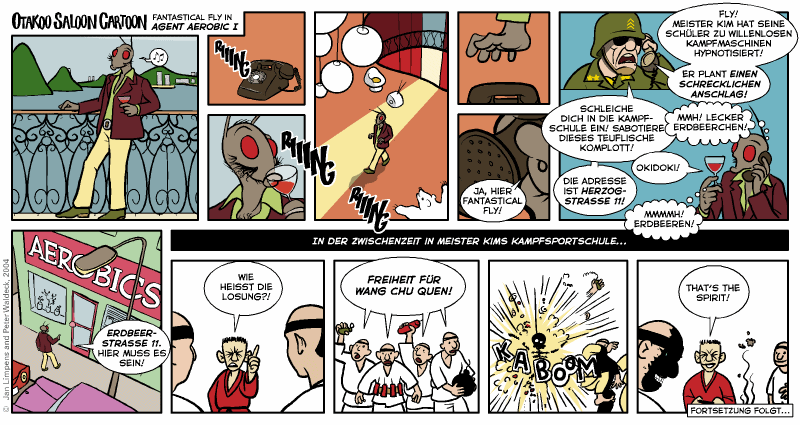 OTAKOO SALOON CARTOON
FANTASTICAL FLY IN
AGENT AEROBIC I
RIIING
RIIIING
RIIING
JA, HIER
FANTASTICAL
FLY!
FLY!
MEISTER KIM HAT SEINE
SCHÜLER ZU WILLENLOSEN
KAMPFMASCHINEN
HYPNOTISIERT!
ER PLANT EINEN
SCHRECKLICHEN
ANSCHLAG!
SCHLEICHE
DICH IN DIE KAMPF-
SCHULE EIN! SABOTIERE
DIESES TEUFLISCHE
KOMPLOTT!
MMH! LECKER
ERDBEERCHEN!
OKIDOKI!
DIE ADRESSE
IST HERZOG-
STRASSE 11!
MMMMH!
ERDBEEREN!
© Jan Limpens and Peter Waldeck, 2004
AEROBICS
ERDBEER-
STRASSE 11.
HIER MUSS ES
SEIN!
IN DER ZWISCHENZEIT IN MEISTER KIMS KAMPFSPORTSCHULE...
WIE
HEISST DIE
LOSUNG?!
FREIHEIT FÜR
WANG CHU QUEN!
KABOOM
THAT'S THE
SPIRIT!
FORTSETZUNG FOLGT...